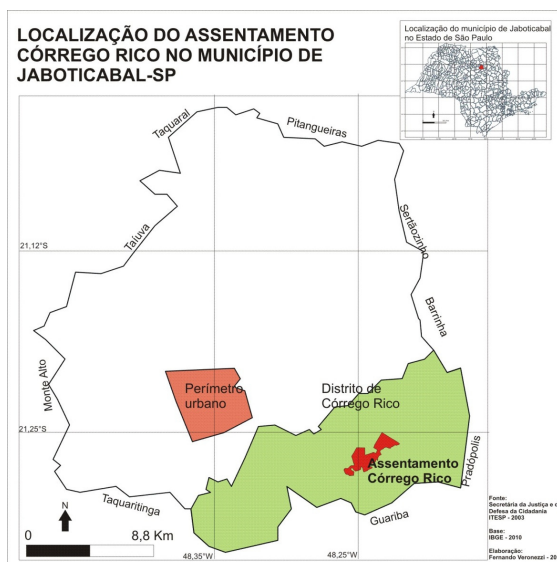 LOCALIZAÇÃO DO ASSENTAMENTO
CÓRREGO RICO NO MUNICÍPIO DE
JABOTICABAL-SP
Localização do município de Jaboticabal
no Estado de São Paulo
Taquaral
Pitangueiras
Taíuva
Sertãozinho
21,12°S
Barrinha
Monte Alto
Perímetro
urbano
Distrito de
Córrego Rico
21,25°S
Assentamento
Córrego Rico
Pradópolis
Taquaritinga
Guariba
N
0 8,8 Km
48,35°W
48,25°W
Fonte:
Secretária da Justiça e
Defesa da Cidadania
ITESP - 2003
Base:
IBGE - 2010
Elaboração:
Fernando Veronezzi - 20